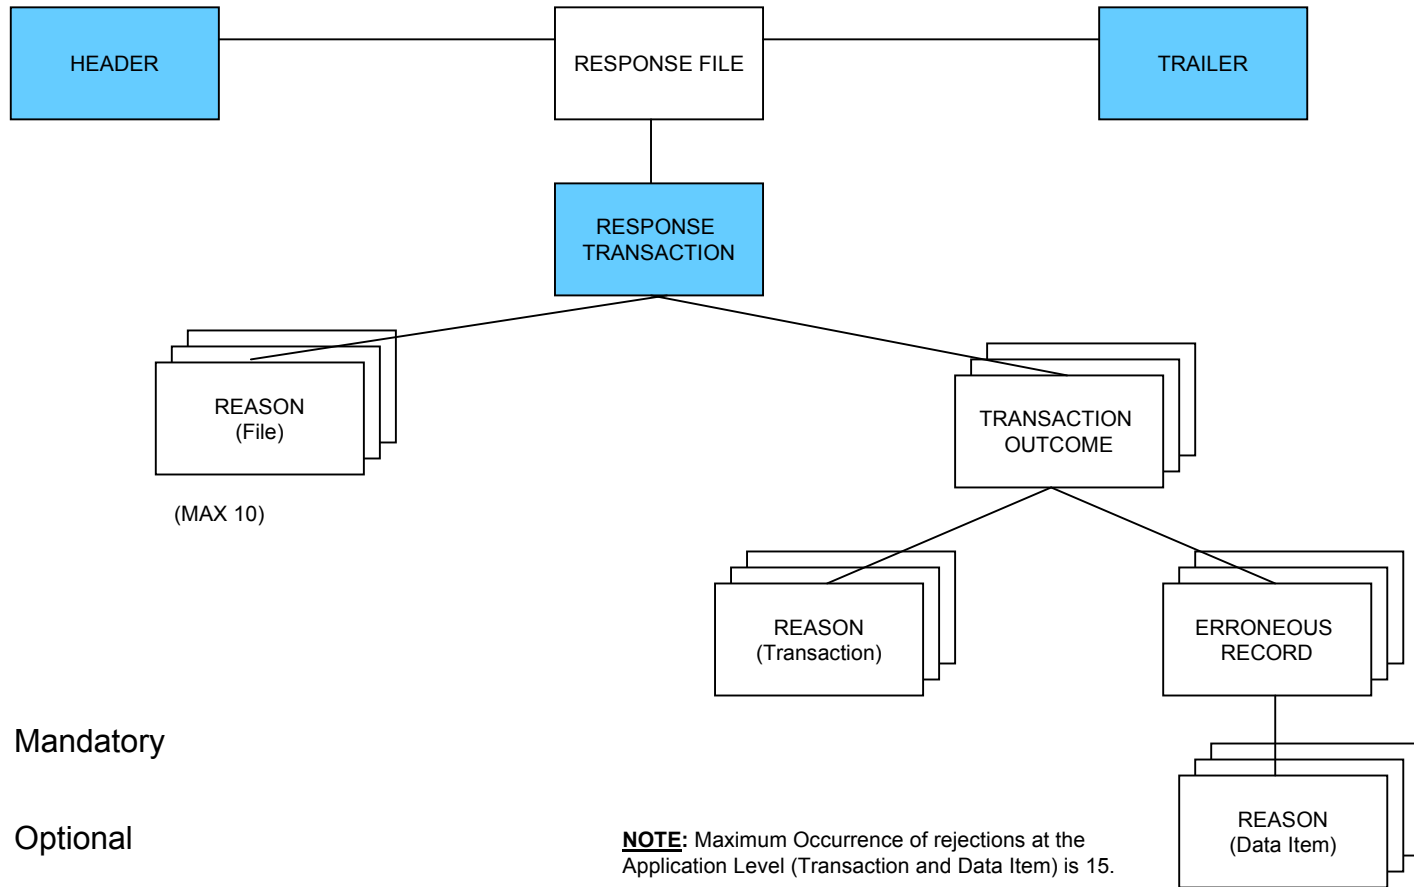 HEADER
RESPONSE FILE
TRAILER
RESPONSE
TRANSACTION
REASON
(File)
(MAX 10)
TRANSACTION
OUTCOME
REASON
(Transaction)
ERRONEOUS
RECORD
Mandatory
Optional
REASON
(Data Item)
NOTE: Maximum Occurrence of rejections at the
Application Level (Transaction and Data Item) is 15.